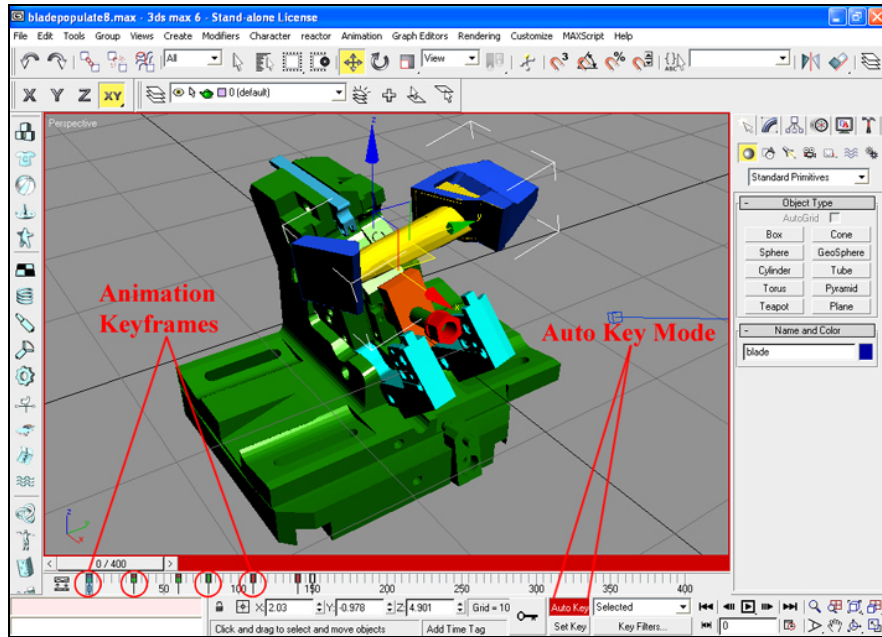 bladepopulate8.max - 3ds max 6 - Stand-alone License
File Edit Tools Group Views Create Modifiers Character reactor Animation Graph Editors Rendering Customize MAXScript Help
All View
X Y Z XY 0 (default)
Perspective
z
y
x
Animation
Keyframes
Auto Key Mode
Standard Primitives
- Object Type
AutoGrid
Box Cone
Sphere GeoSphere
Cylinder Tube
Torus Pyramid
Teapot Plane
- Name and Color
blade
z
x
< 0 / 400 >
50 100 150 200 250 300 350 400
X: 2.03 Y: -0.978 Z: 4.901 Grid = 10 Auto Key Selected
Click and drag to select and move objects Add Time Tag Set Key Key Filters... 0